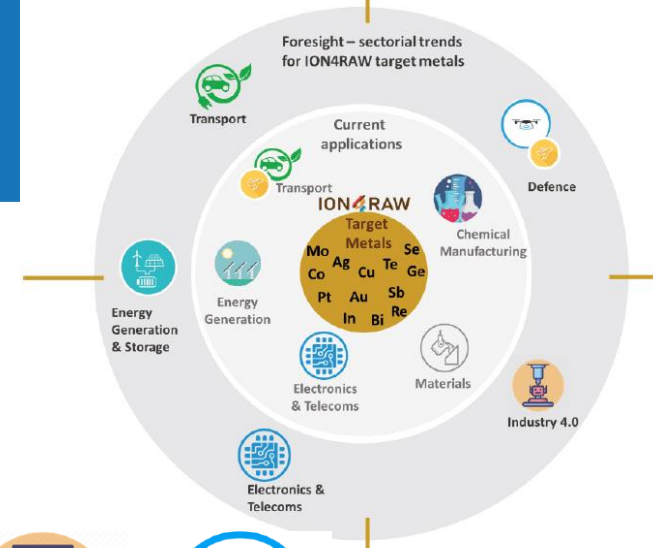 Foresight – sectorial trends
for ION4RAW target metals
Transport
Defence
Energy
Generation
& Storage
Industry 4.0
Electronics &
Telecoms
Current
applications
Transport
Chemical
Manufacturing
Energy
Generation
Electronics
& Telecoms
Materials
ION4RAW
Target
Metals
Mo Ag Cu Te Se
Co Ge
Pt Au Sb
In Bi Re